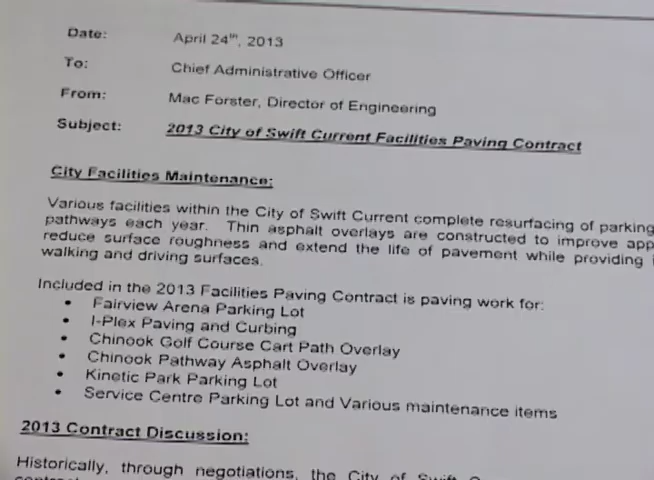 Date: April 24th, 2013
To: Chief Administrative Officer
From: Mac Forster, Director of Engineering
Subject: 2013 City of Swift Current Facilities Paving Contract
City Facilities Maintenance:
Various facilities within the City of Swift Current complete resurfacing of parking
pathways each year. Thin asphalt overlays are constructed to improve app
reduce surface roughness and extend the life of pavement while providing
walking and driving surfaces.
Included in the 2013 Facilities Paving Contract is paving work for:
• Fairview Arena Parking Lot
• I-Plex Paving and Curbing
• Chinook Golf Course Cart Path Overlay
• Chinook Pathway Asphalt Overlay
• Kinetic Park Parking Lot
• Service Centre Parking Lot and Various maintenance items
2013 Contract Discussion:
Historically, through negotiations, the City of Swift